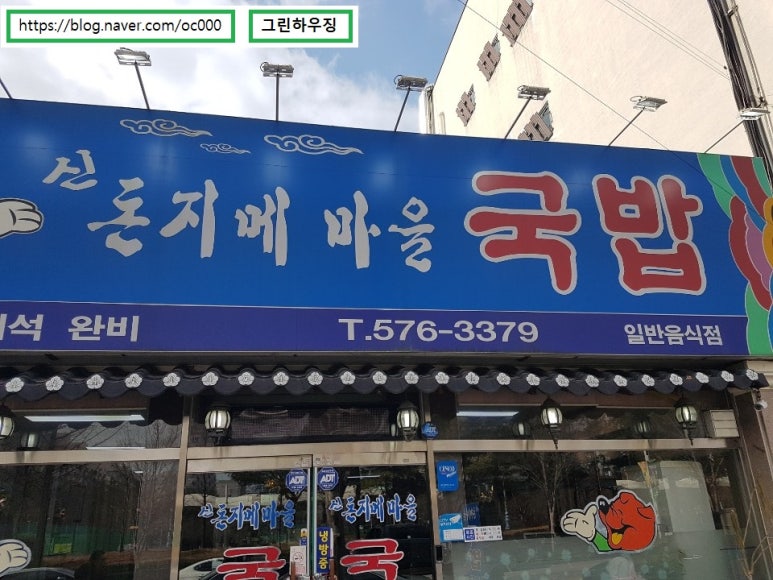 https://blog.naver.com/oc000 그린하우징
신 돈지메 마을 국밥
석 완비 T.576-3379 일반음식점
ADT ADT
신 돈지메 마을 신 돈지메 마을
국 국
냉방중